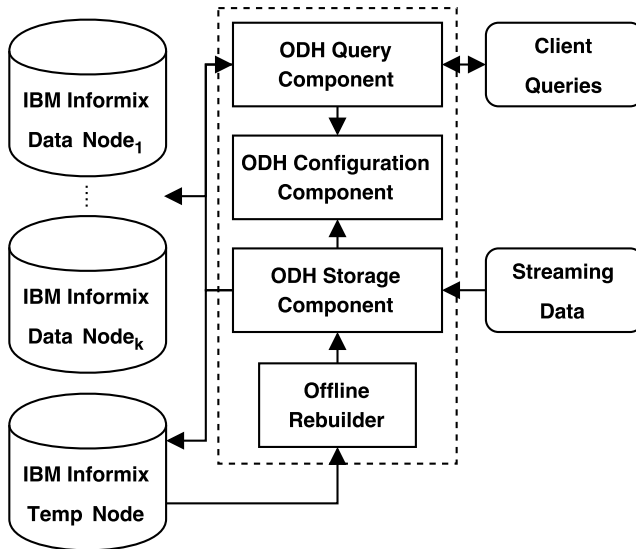 IBM Informix
Data Node1
IBM Informix
Data Nodek
IBM Informix
Temp Node
ODH Query
Component
ODH Configuration
Component
ODH Storage
Component
Offline
Rebuilder
Client
Queries
Streaming
Data